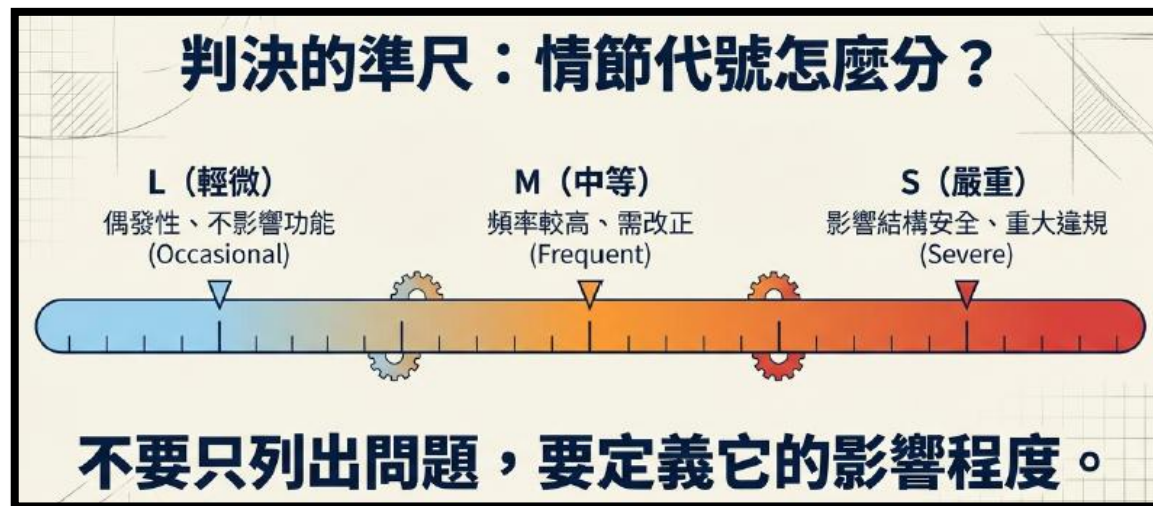 判決的準尺：情節代號怎麼分？
L（輕微）
偶發性、不影響功能
(Occasional)
M（中等）
頻率較高、需改正
(Frequent)
S（嚴重）
影響結構安全、重大違規
(Severe)
不要只列出問題，要定義它的影響程度。